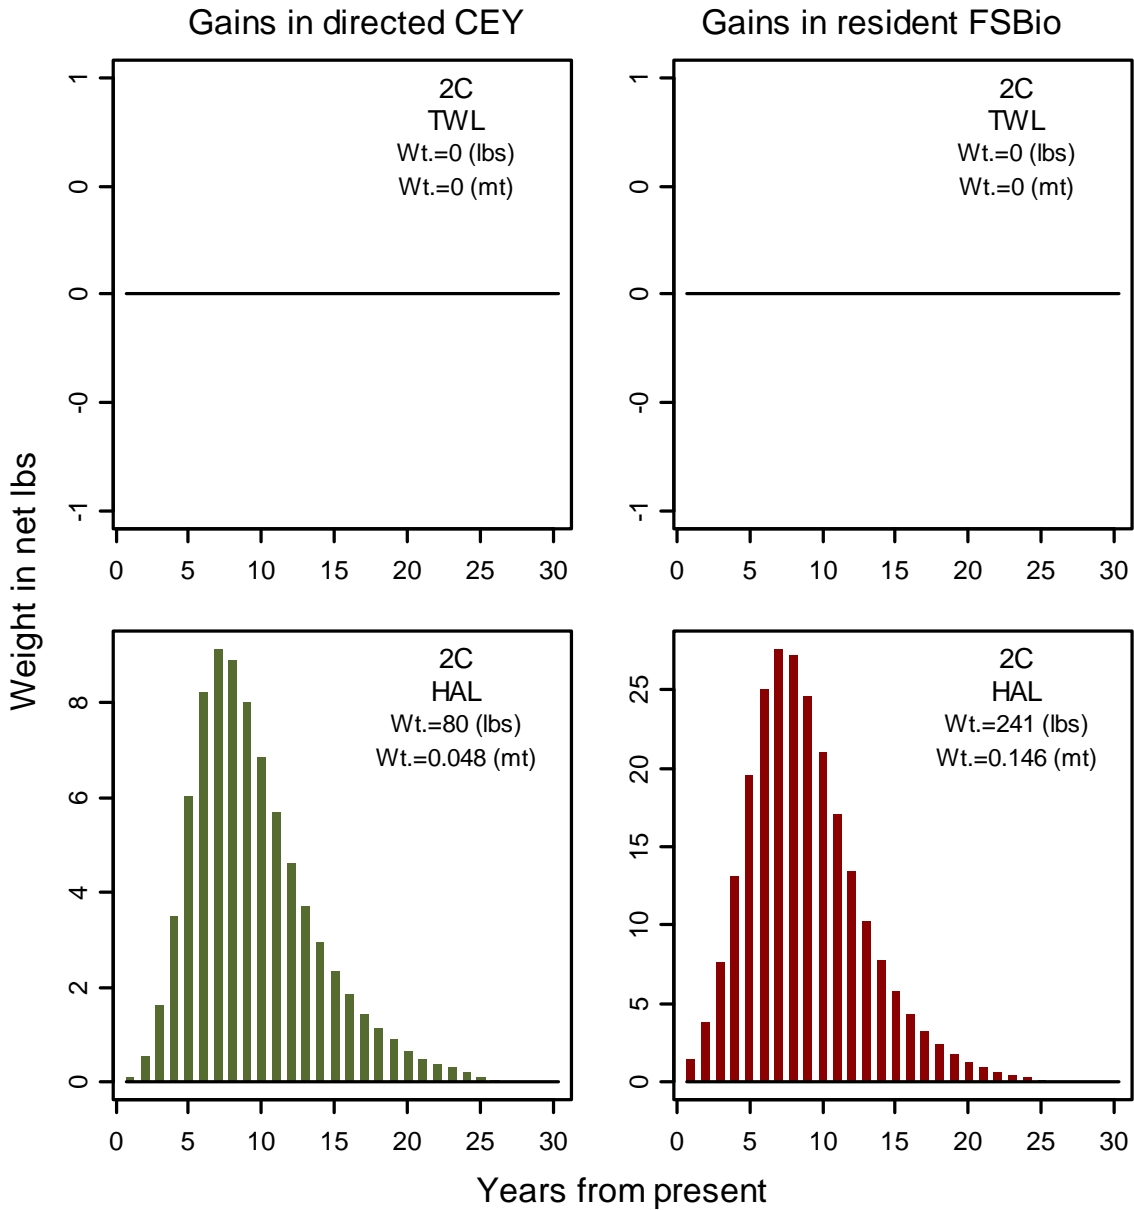 Gains in directed CEY
Gains in resident FSBio
Weight in net lbs
1
0
0
-0
-1
2C
TWL
Wt.=0 (lbs)
Wt.=0 (mt)
0 5 10 15 20 25 30
1
0
0
-0
-1
2C
TWL
Wt.=0 (lbs)
Wt.=0 (mt)
0 5 10 15 20 25 30
8
6
4
2
0
2C
HAL
Wt.=80 (lbs)
Wt.=0.048 (mt)
0 5 10 15 20 25 30
25
20
15
10
5
0
2C
HAL
Wt.=241 (lbs)
Wt.=0.146 (mt)
0 5 10 15 20 25 30
Years from present